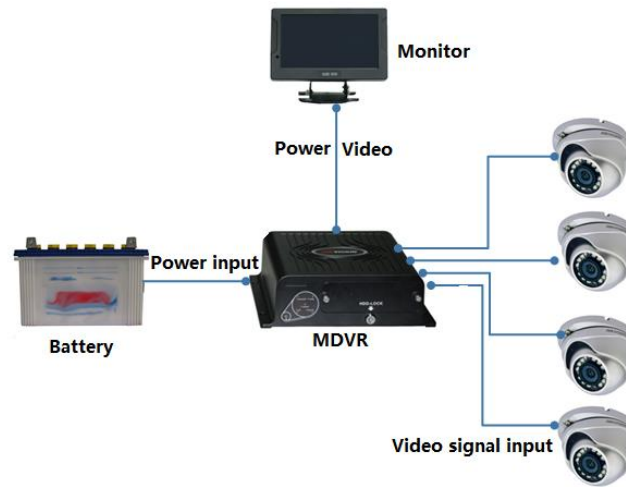 Monitor
Power Video
Power input
Battery
MDVR
Video signal input